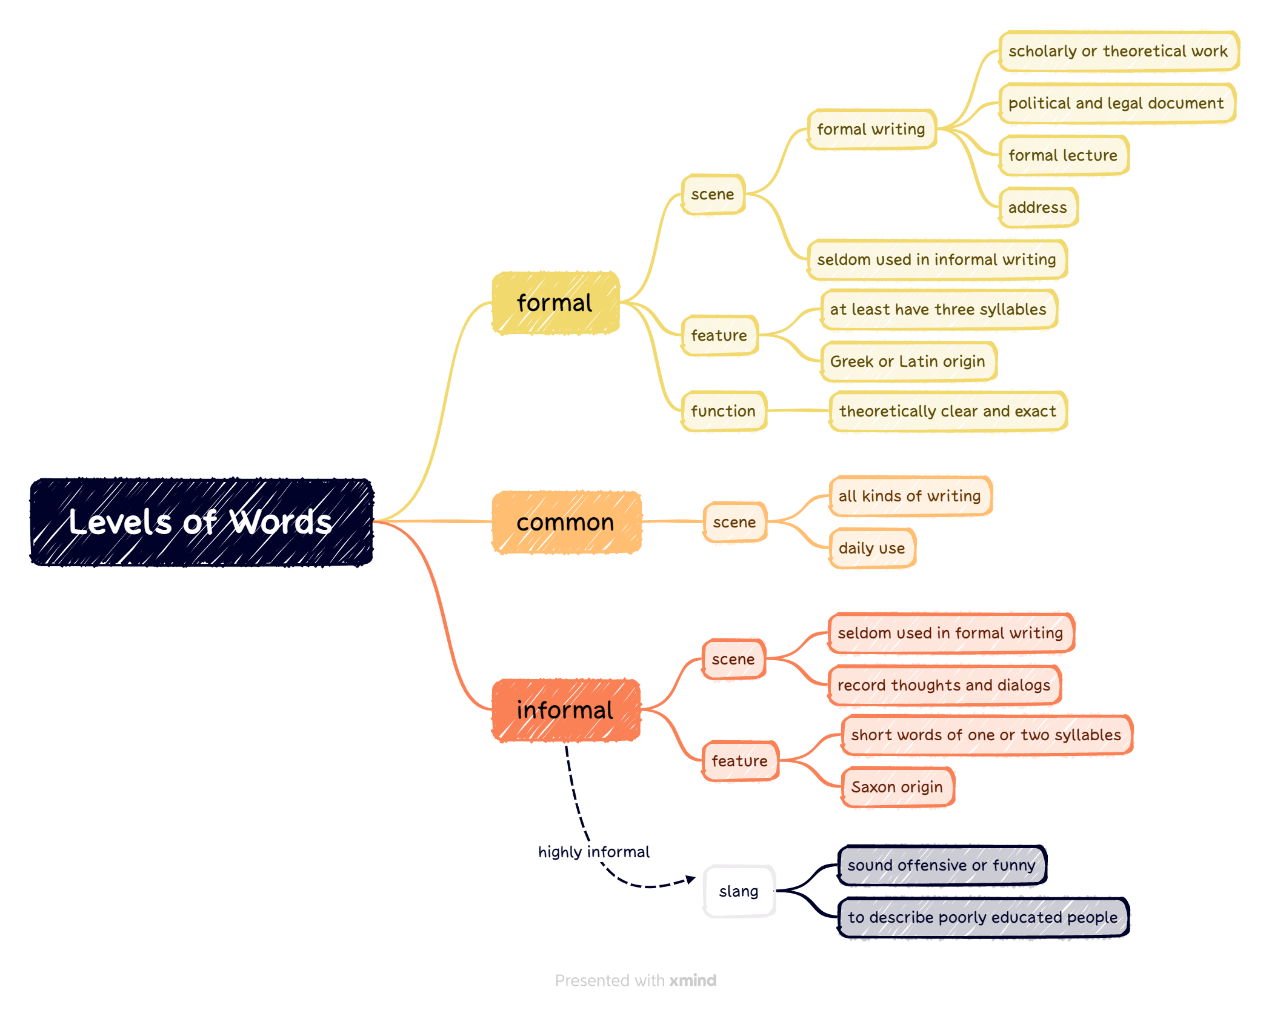 Levels of Words
formal
scene
formal writing
scholarly or theoretical work
political and legal document
formal lecture
address
seldom used in informal writing
feature
at least have three syllables
Greek or Latin origin
function
theoretically clear and exact
common
scene
all kinds of writing
daily use
informal
scene
seldom used in formal writing
record thoughts and dialogs
feature
short words of one or two syllables
Saxon origin
highly informal
slang
sound offensive or funny
to describe poorly educated people
Presented with xmind